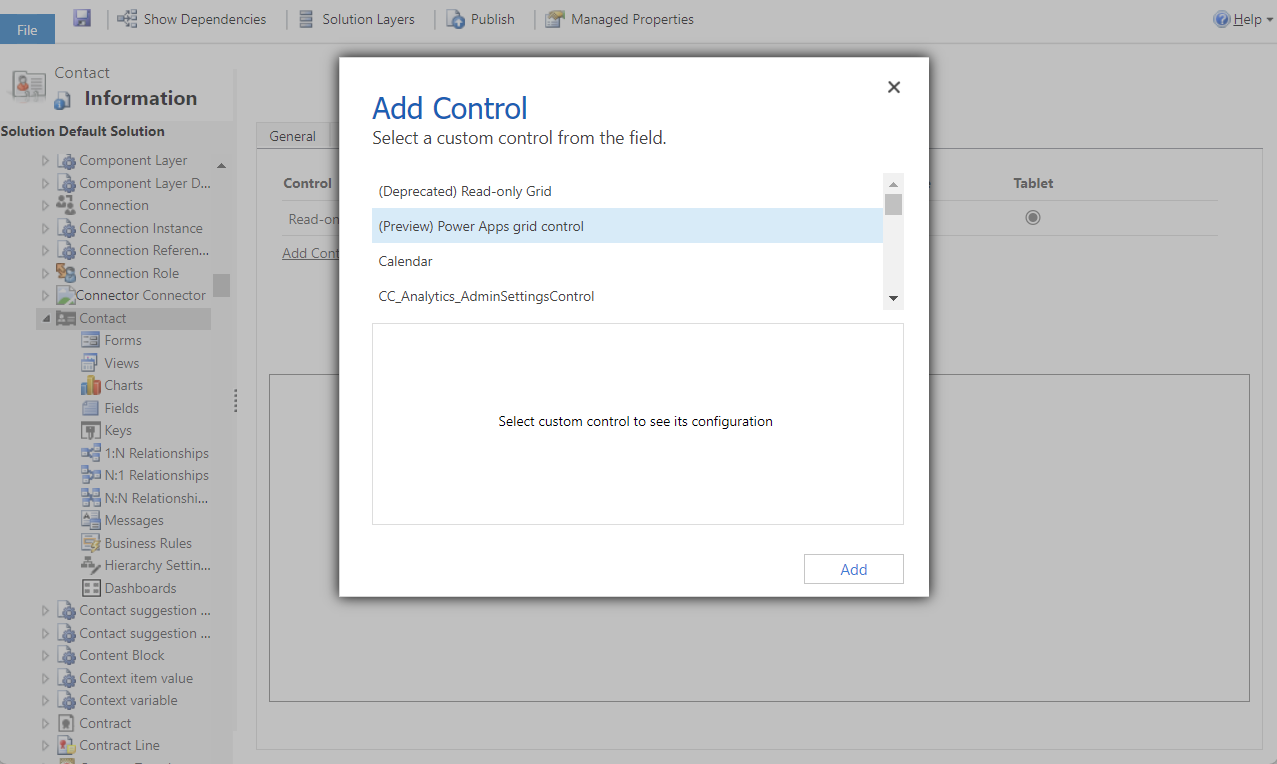 File
Show Dependencies
Solution Layers
Publish
Managed Properties
Help
Contact
Information
Solution Default Solution
Component Layer
Component Layer D...
Connection
Connection Instance
Connection Referen...
Connection Role
Connector Connector
Contact
Forms
Views
Charts
Fields
Keys
1:N Relationships
N:1 Relationships
N:N Relationshi...
Messages
Business Rules
Hierarchy Settin...
Dashboards
Contact suggestion ...
Contact suggestion ...
Content Block
Context item value
Context variable
Contract
Contract Line
General
Control
Tablet
Read-on
Add Cont
Add Control
Select a custom control from the field.
(Deprecated) Read-only Grid
(Preview) Power Apps grid control
Calendar
CC_Analytics_AdminSettingsControl
Select custom control to see its configuration
Add